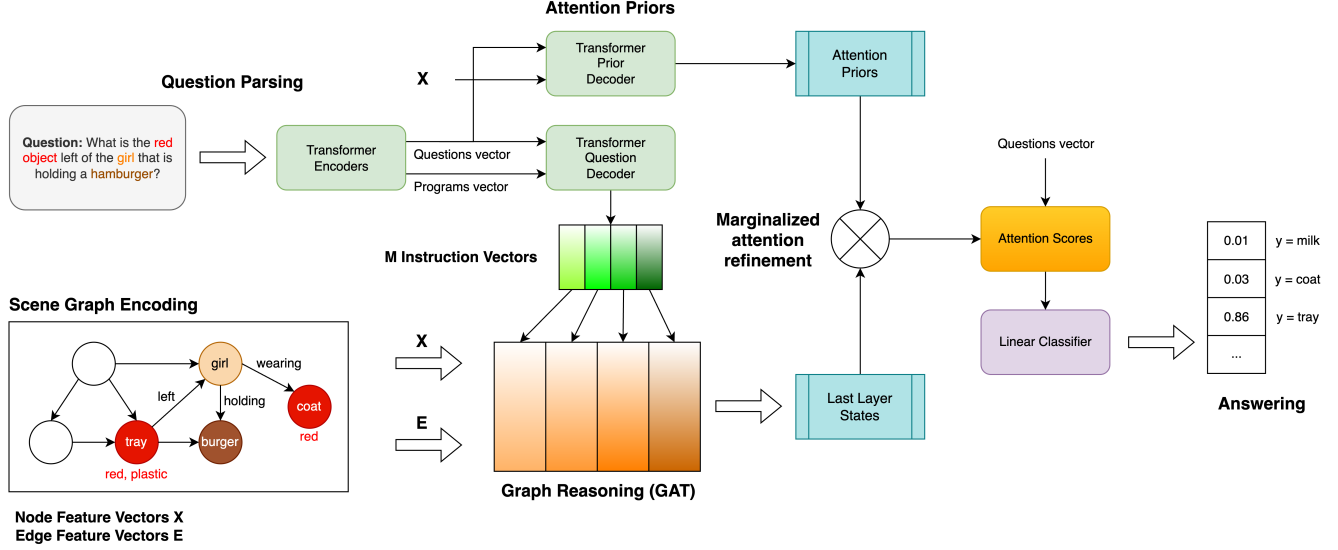 Attention Priors
Question Parsing
Question: What is the red
object left of the girl that is
holding a hamburger?
Transformer
Encoders
Questions vector
Programs vector
X
Transformer
Prior
Decoder
Transformer
Question
Decoder
Attention
Priors
M Instruction Vectors
Marginalized
attention
refinement
Questions vector
Attention Scores
Linear Classifier
0.01
y = milk
0.03
y = coat
0.86
y = tray
...
Answering
Scene Graph Encoding
girl
wearing
left
holding
coat
red
tray
burger
red, plastic
Node Feature Vectors X
Edge Feature Vectors E
X
E
Graph Reasoning (GAT)
Last Layer
States